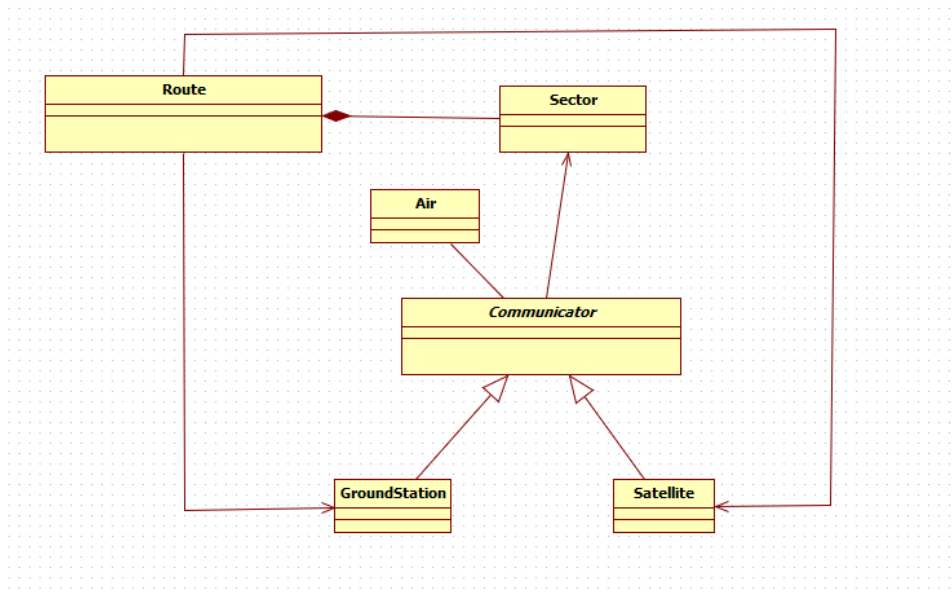 Route
Sector
Air
Communicator
GroundStation
Satellite